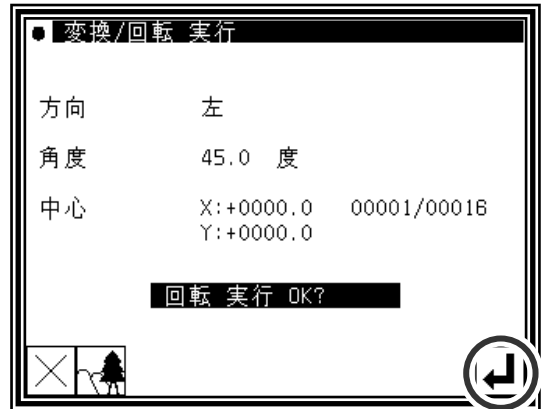 変換/回転 実行
方向 左
角度 45.0 度
中心 X:+0000.0 00001/00016
Y:+0000.0
回転 実行 OK?